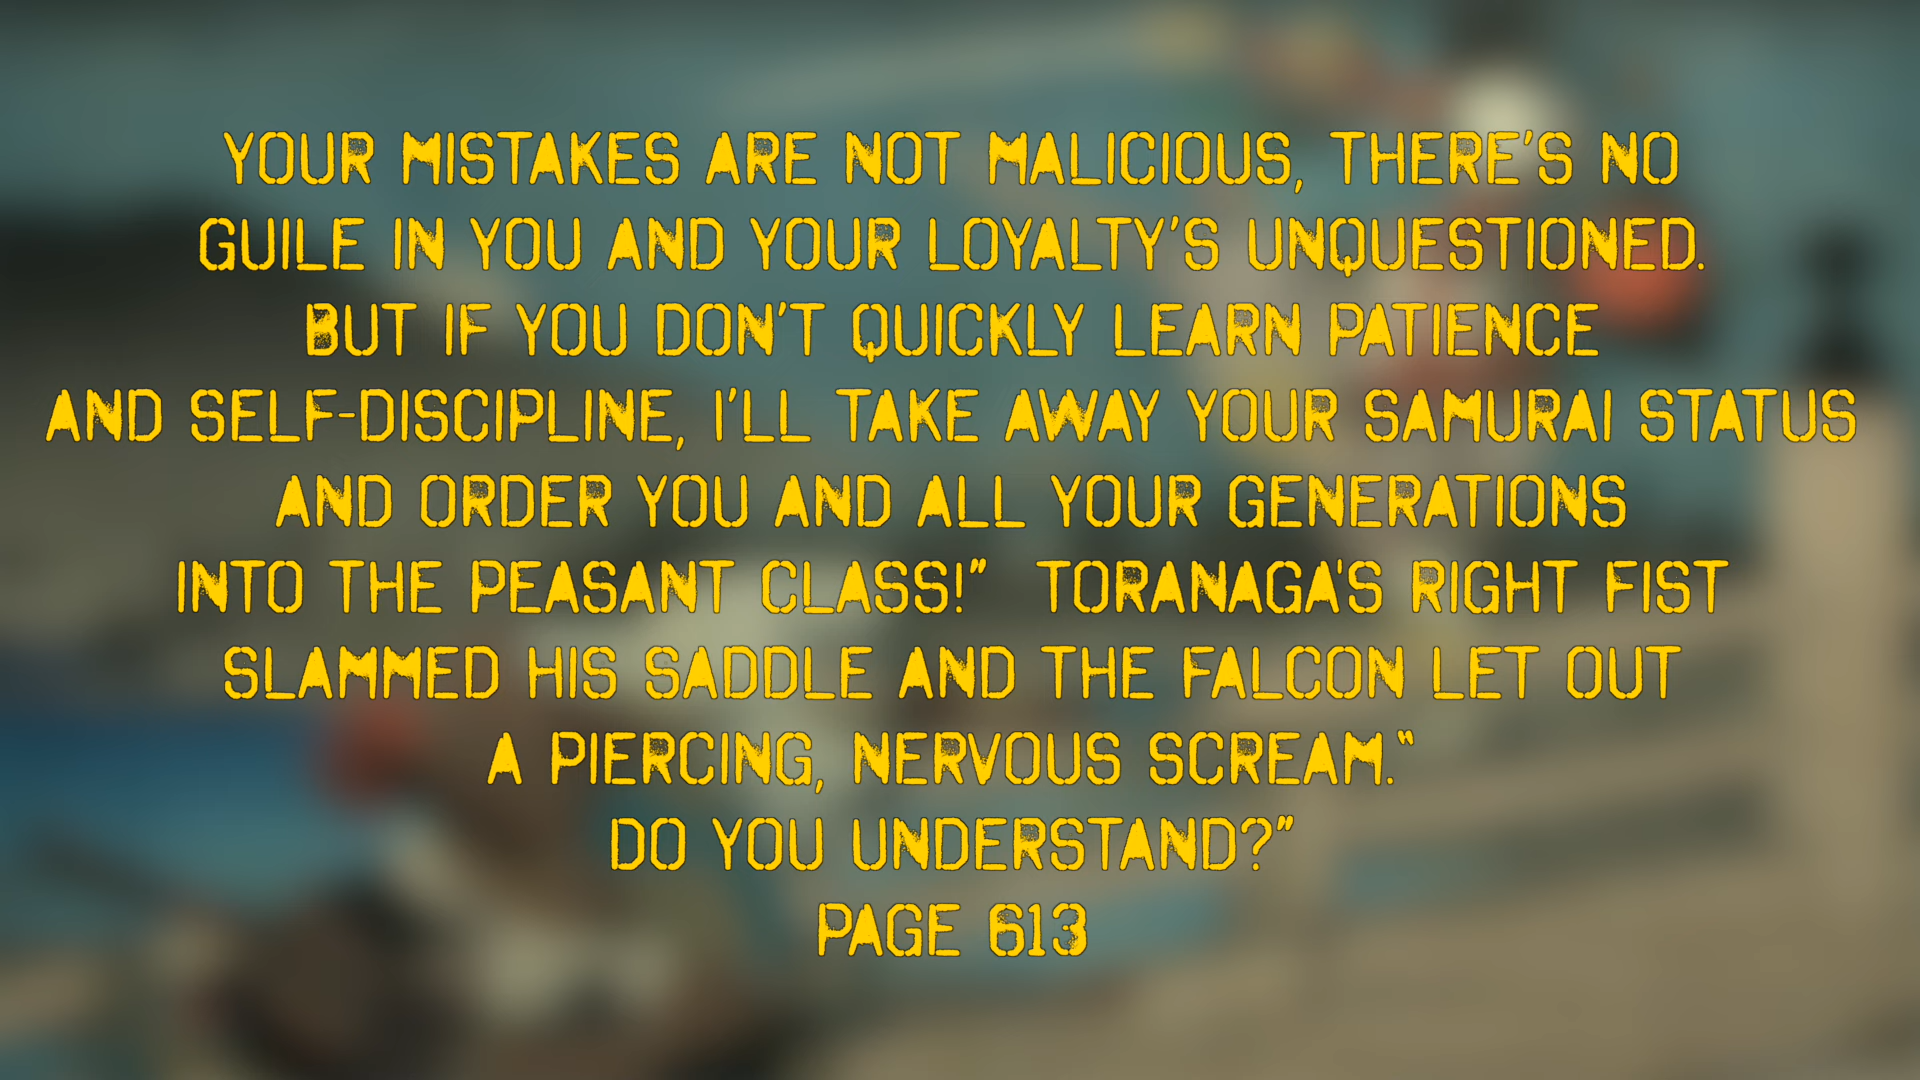 YOUR MISTAKES ARE NOT MALICIOUS, THERE'S NO
GUILE IN YOU AND YOUR LOYALTY'S UNQUESTIONED.
BUT IF YOU DON'T QUICKLY LEARN PATIENCE
AND SELF-DISCIPLINE, I'LL TAKE AWAY YOUR SAMURAI STATUS
AND ORDER YOU AND ALL YOUR GENERATIONS
INTO THE PEASANT CLASS!” TORANAGA'S RIGHT FIST
SLAMMED HIS SADDLE AND THE FALCON LET OUT
A PIERCING, NERVOUS SCREAM.“
DO YOU UNDERSTAND?”
PAGE 613